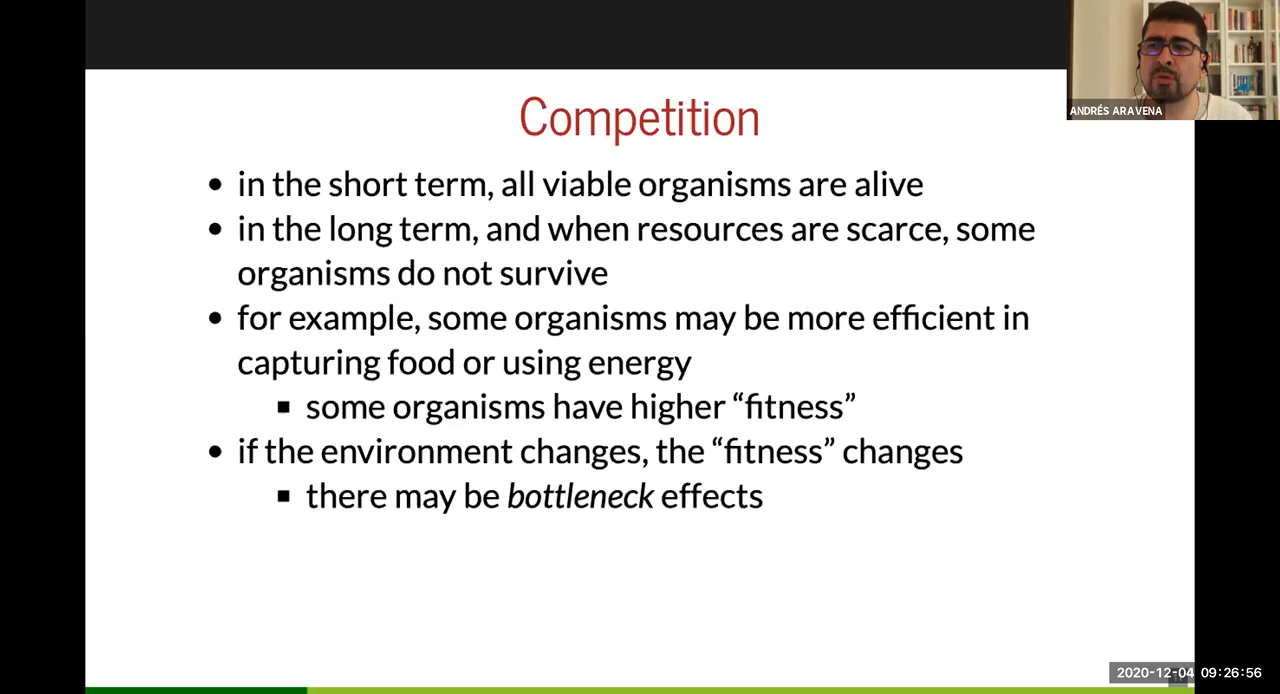 ANDRÉS ARAVENA
Competition
• in the short term, all viable organisms are alive
• in the long term, and when resources are scarce, some
organisms do not survive
• for example, some organisms may be more efficient in
capturing food or using energy
▪ some organisms have higher “fitness”
• if the environment changes, the “fitness” changes
▪ there may be bottleneck effects
2020-12-04 09:26:56